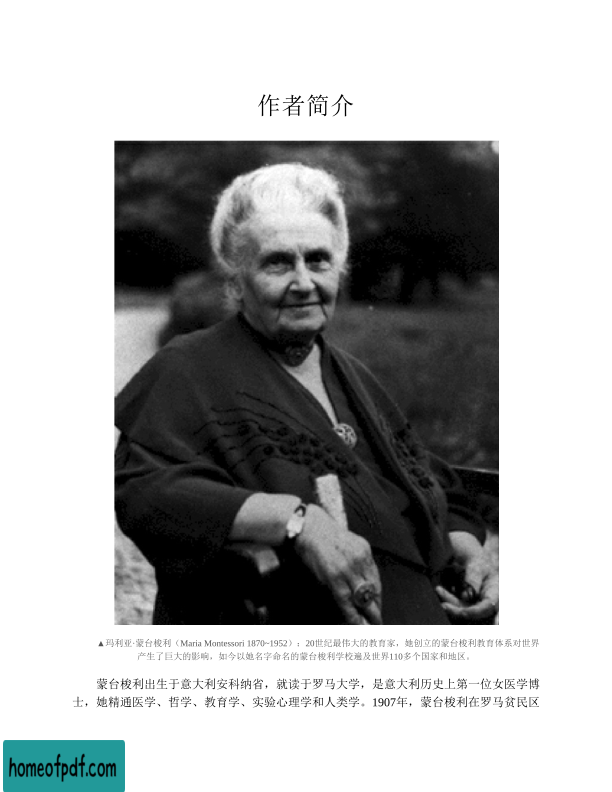 作者简介
▲玛利亚·蒙台梭利（Maria Montessori 1870~1952）：20世纪最伟大的教育家，她创立的蒙台梭利教育体系对世界
产生了巨大的影响。如今以她名字命名的蒙台梭利学校遍及世界110多个国家和地区。
蒙台梭利出生于意大利安科纳省，就读于罗马大学，是意大利历史上第一位女医学博
士，她精通医学、哲学、教育学、实验心理学和人类学。1907年，蒙台梭利在罗马贫民区
homeofpdf.com